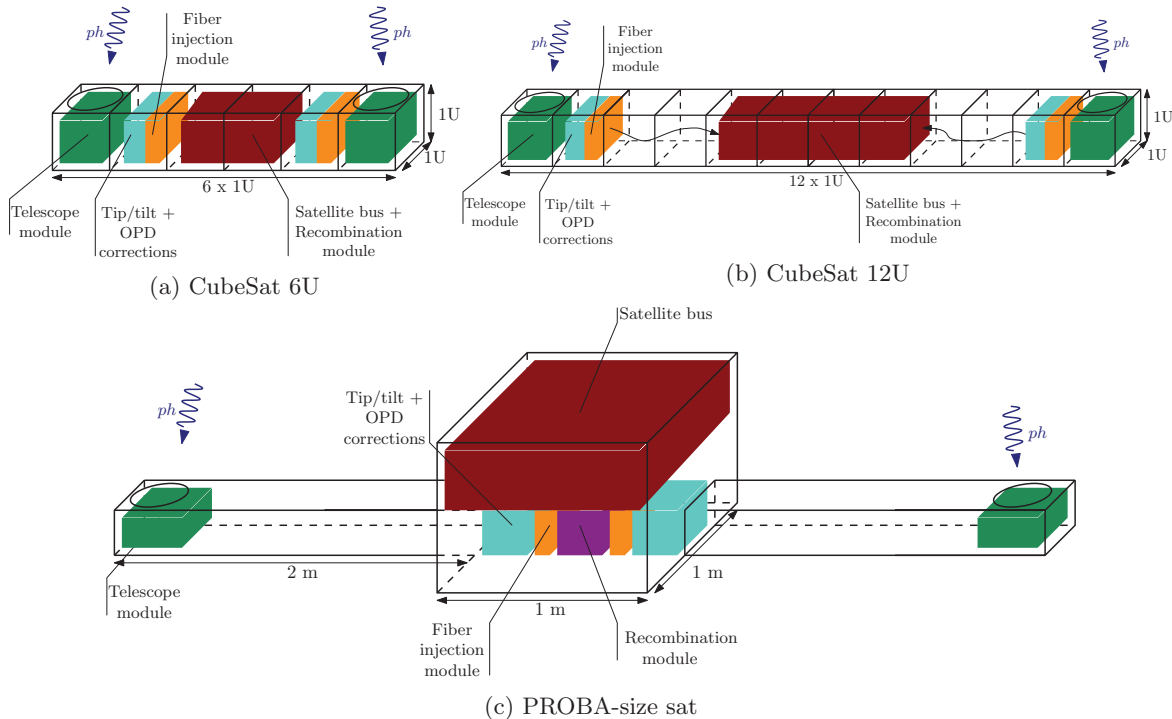 ph
Fiber
injection
module
ph
1U
1U
6 x 1U
Telescope
module
Tip/tilt +
OPD
corrections
Satellite bus +
Recombination
module
(a) CubeSat 6U
ph
Fiber
injection
module
ph
1U
1U
12 x 1U
Telescope
module
Tip/tilt +
OPD
corrections
Satellite bus +
Recombination
module
(b) CubeSat 12U
Satellite bus
Tip/tilt +
OPD
corrections
ph
ph
2 m
1 m
1 m
Telescope
module
Fiber
injection
module
Recombination
module
(c) PROBA-size sat